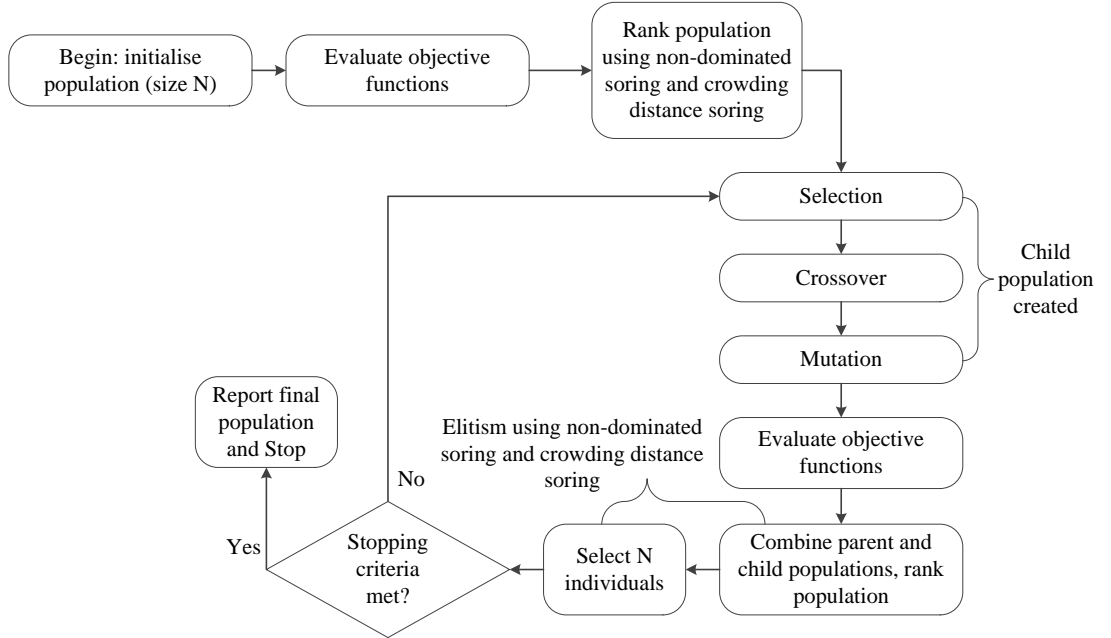 Begin: initialise
population (size N)
Evaluate objective
functions
Rank population
using non-dominated
soring and crowding
distance soring
Selection
Crossover
Mutation
Child
population
created
Evaluate objective
functions
Combine parent and
child populations, rank
population
Elitism using non-dominated
soring and crowding distance
soring
Select N
individuals
Stopping
criteria
met?
No
Yes
Report final
population
and Stop